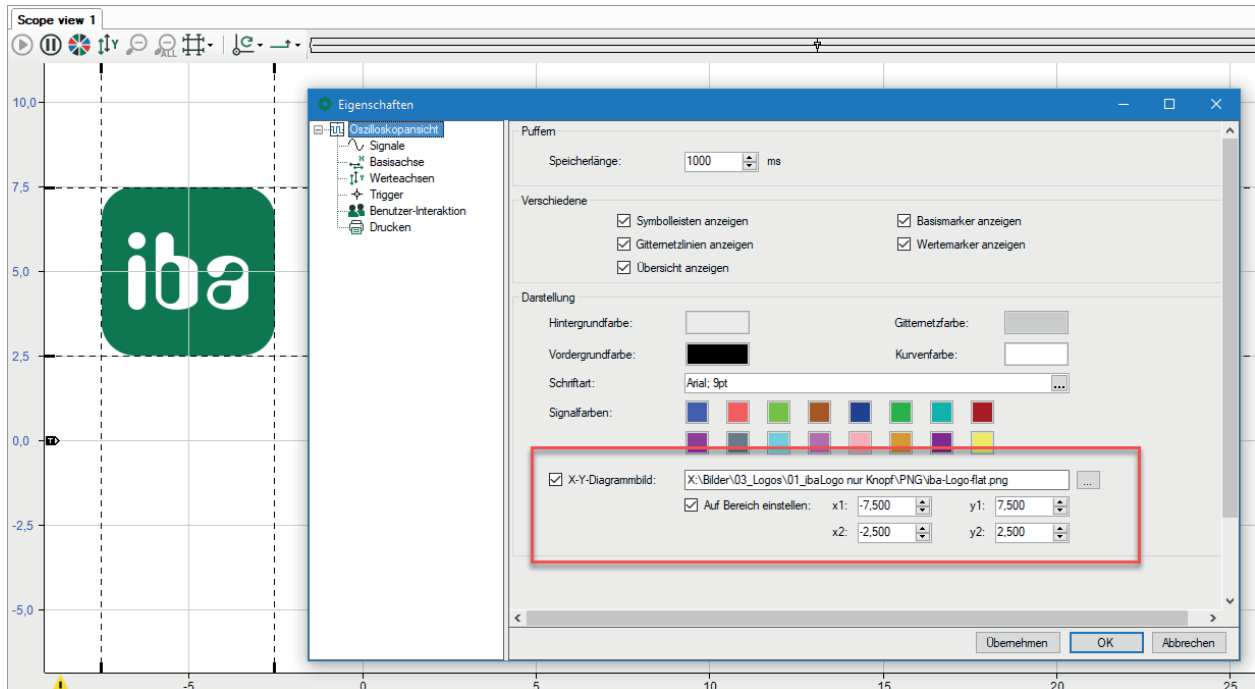 Scope view 1
ALL
10,0
7,5
5,0
2,5
0,0
-2,5
-5,0
iba
T
-5
0
5
10
15
20
25
Eigenschaften
Oszilloskopansicht
Signale
Basisachse
Werteachsen
Trigger
Benutzer-Interaktion
Drucken
Puffern
Speicherlänge: 1000 ms
Verschiedene
Symbolleisten anzeigen Basismarker anzeigen
Gitternetzlinien anzeigen Wertemarker anzeigen
Übersicht anzeigen
Darstellung
Hintergrundfarbe: Gitternetzfarbe:
Vordergrundfarbe: Kurvenfarbe:
Schriftart: Arial; 9pt ...
Signalfarben:
X-Y-Diagrammbild: X:\Bilder\03_Logos\01_ibaLogo nur Knopf\PNG\iba-Logo-flat.png ...
Auf Bereich einstellen: x1: -7,500 y1: 7,500
x2: -2,500 y2: 2,500
Übernehmen OK Abbrechen